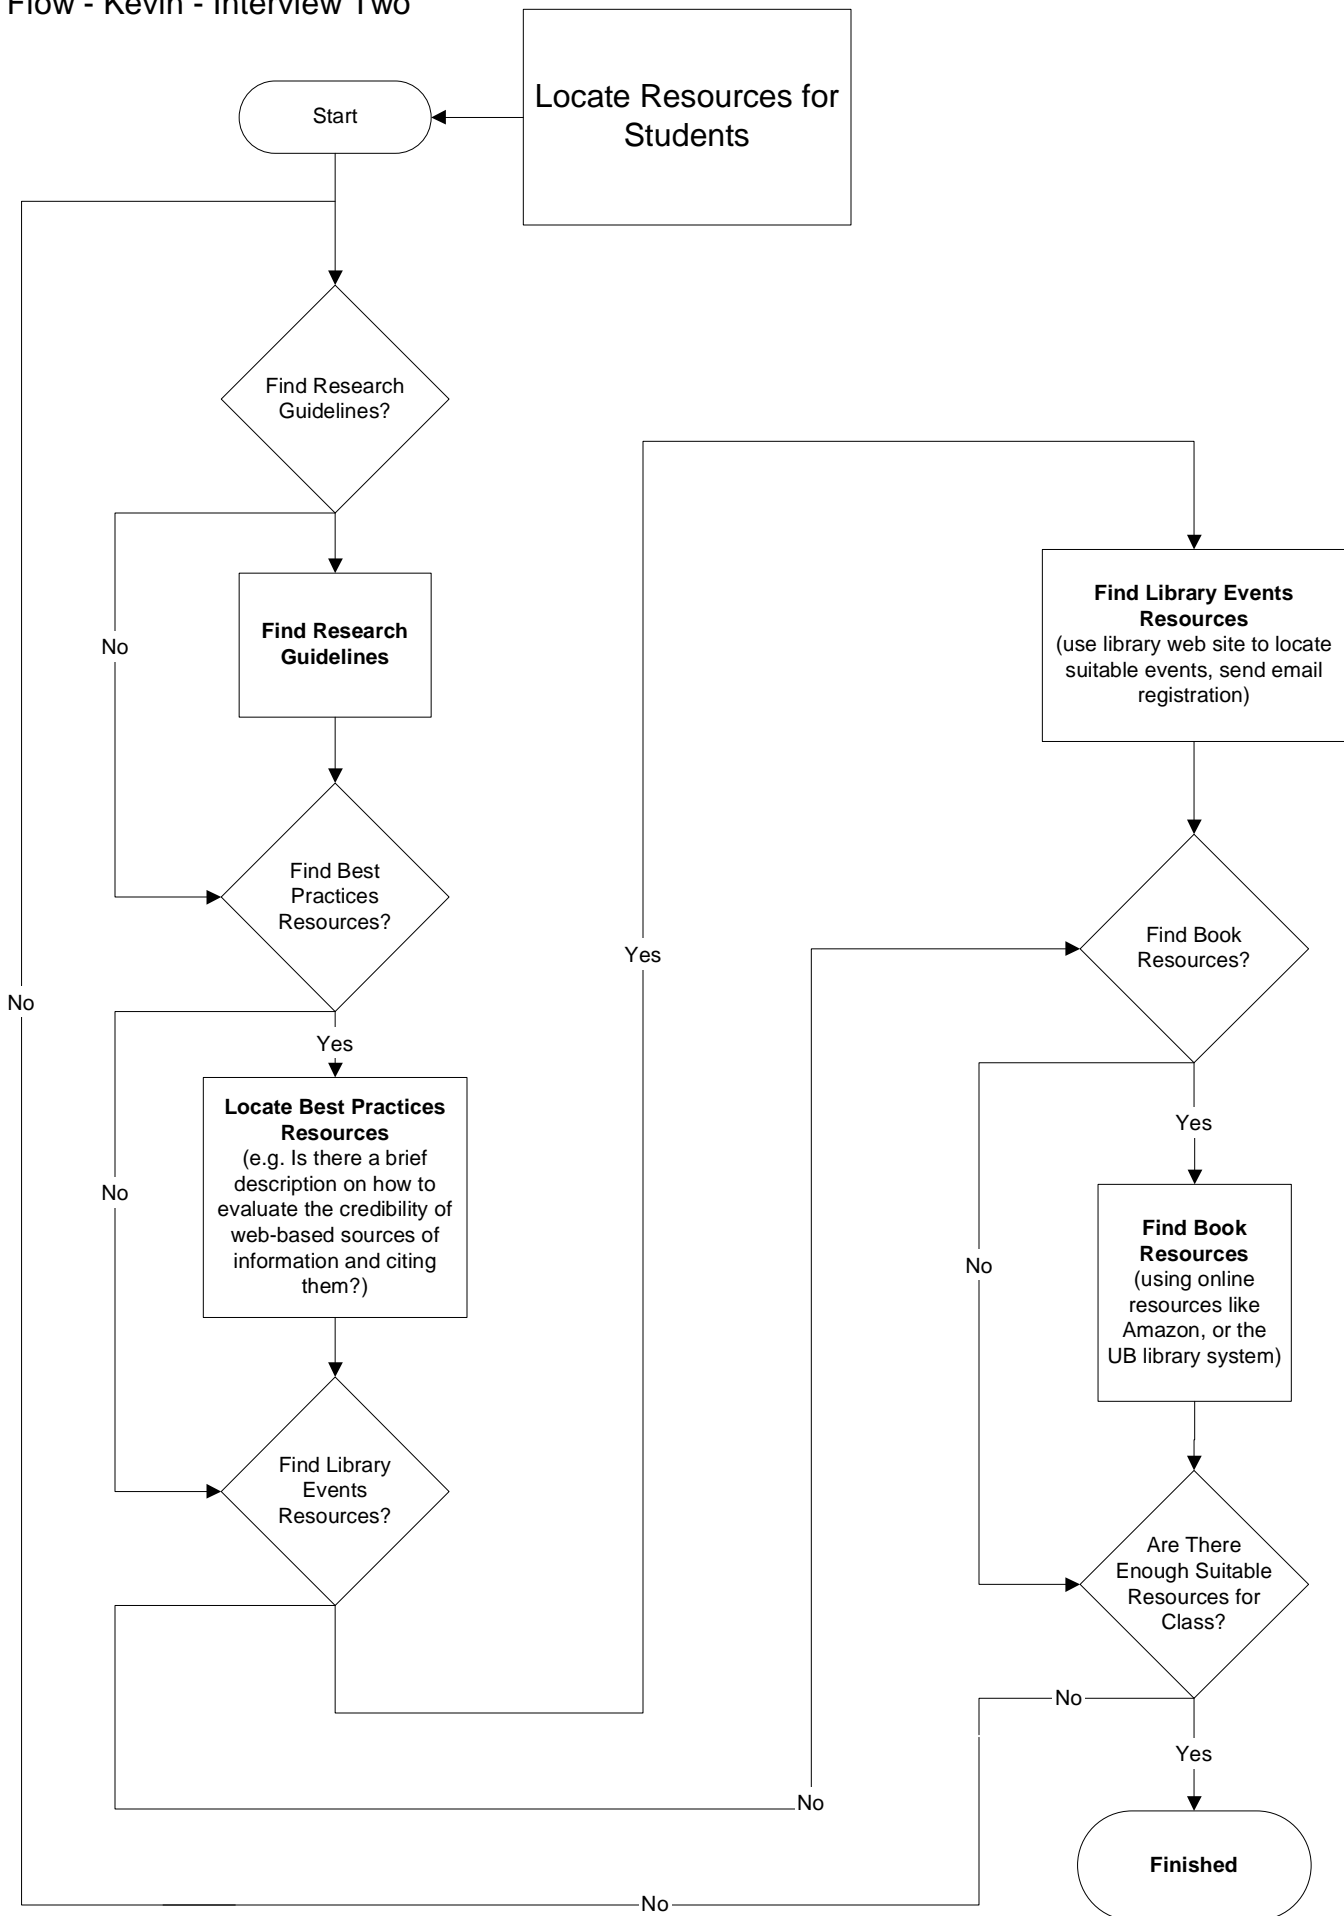 Flow - Kevin - Interview Two
Locate Resources for
Students
Start
Find Research
Guidelines?
No
Find Research
Guidelines
Find Best
Practices
Resources?
No
Yes
Locate Best Practices
Resources
(e.g. Is there a brief
description on how to
evaluate the credibility of
web-based sources of
information and citing
them?)
No
Find Library
Events
Resources?
Yes
No
Find Library Events
Resources
(use library web site to locate
suitable events, send email
registration)
Find Book
Resources?
Yes
No
Find Book
Resources
(using online
resources like
Amazon, or the
UB library system)
Are There
Enough Suitable
Resources for
Class?
No
Yes
No
Finished